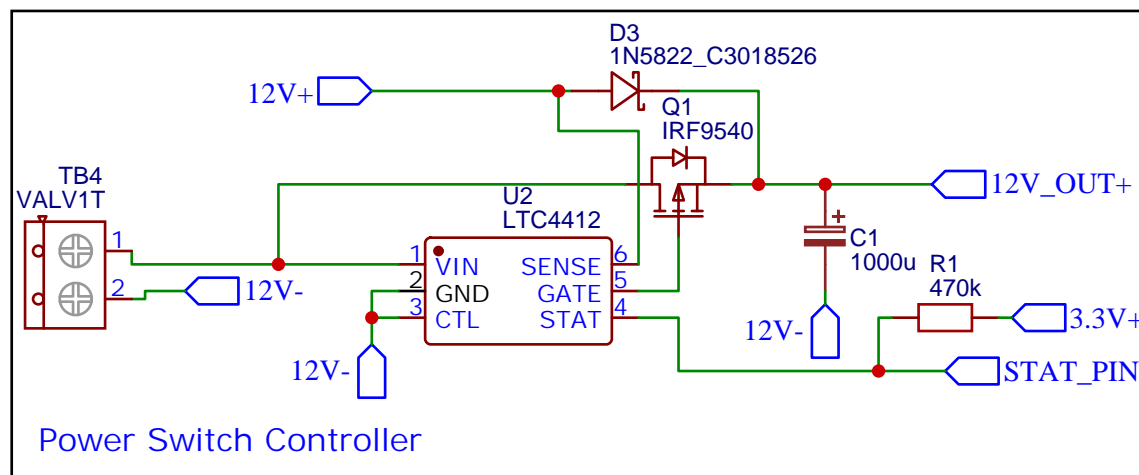 D3
1N5822_C3018526
12V+
Q1
IRF9540
TB4
VALV1T
U2
LTC4412
12V_OUT+
1
2
12V-
1
VIN
SENSE
6
2
GND
GATE
5
3
CTL
STAT
4
+
C1
1000u
R1
470k
3.3V+
12V-
12V-
STAT_PIN
Power Switch Controller